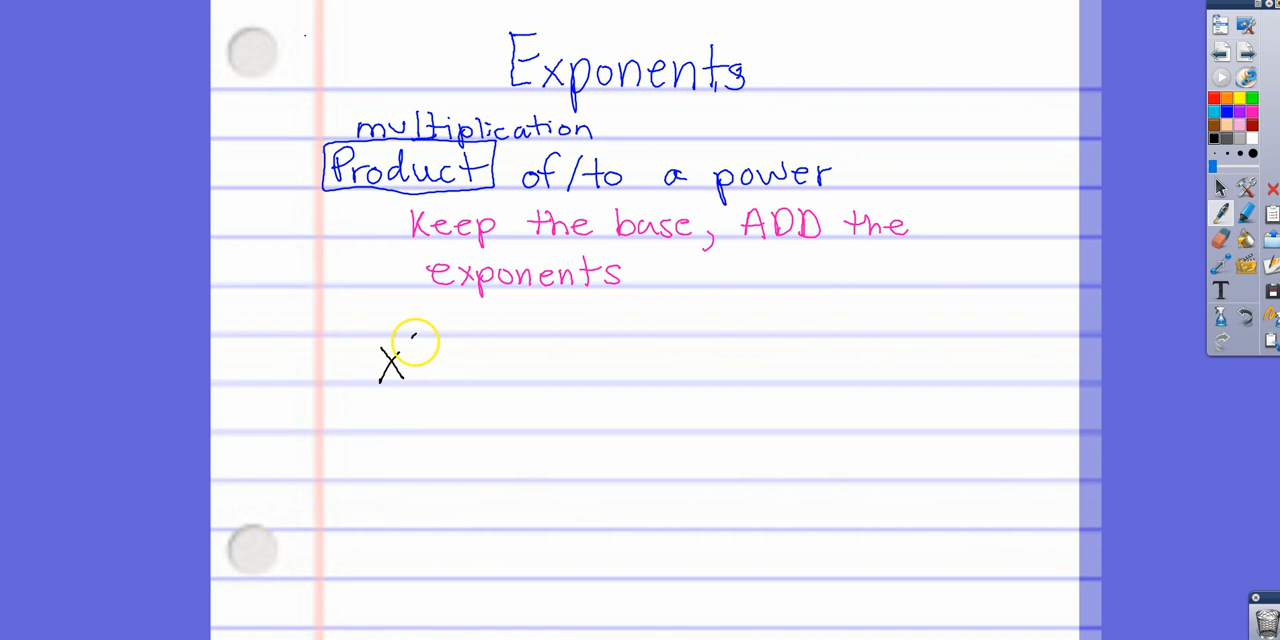 Exponents
multiplication
Product of/to a power
Keep the base, ADD the
exponents
X